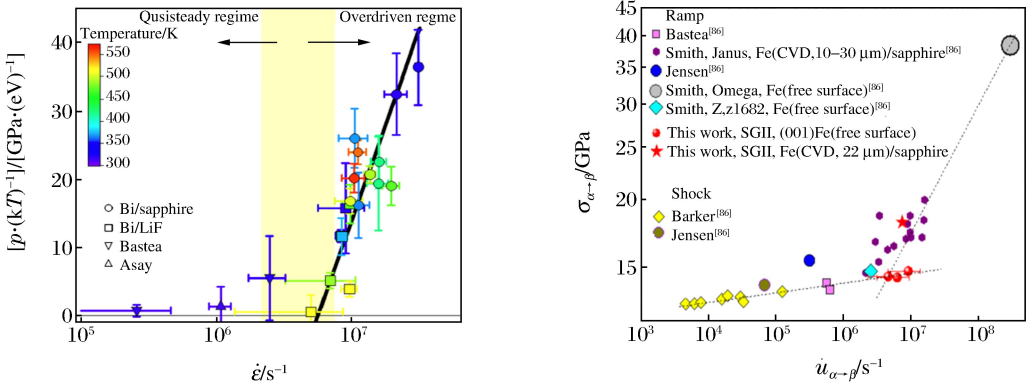 Qusisteady regime
Overdriven regme
Temperature/K
550
500
450
400
350
300
Bi/sapphire
Bi/LiF
Bastea
Asay
40
30
20
10
0
[p·(kT)⁻¹]/[GPa·(eV)⁻¹]
10⁵
10⁶
10⁷
ε̇/s⁻¹
45
40
35
30
25
20
15
σα→β/GPa
Ramp
Bastea[86]
Smith, Janus, Fe(CVD,10–30 μm)/sapphire[86]
Jensen[86]
Smith, Omega, Fe(free surface)[86]
Smith, Z,z1682, Fe(free surface)[86]
This work, SGII, (001)Fe(free surface)
This work, SGII, Fe(CVD, 22 μm)/sapphire
Shock
Barker[86]
Jensen[86]
10³
10⁴
10⁵
10⁶
10⁷
10⁸
u̇α→β/s⁻¹